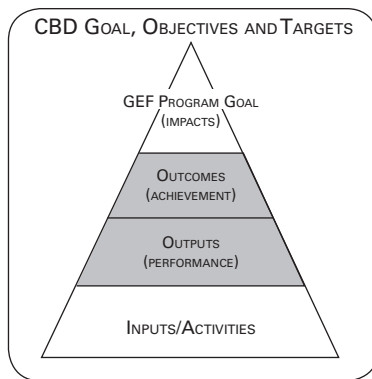 CBD GOAL, OBJECTIVES AND TARGETS
GEF PROGRAM GOAL
(IMPACTS)
OUTCOMES
(ACHIEVEMENT)
OUTPUTS
(PERFORMANCE)
INPUTS/ACTIVITIES